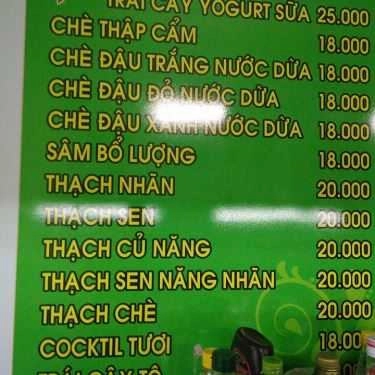 TRÁI CÂY YOGURT SỮA 25.000
CHÈ THẬP CẨM 18.000
CHÈ ĐẬU TRẮNG NƯỚC DỪA 18.000
CHÈ ĐẬU ĐỎ NƯỚC DỪA 18.000
CHÈ ĐẬU XANH NƯỚC DỪA 18.000
SÂM BỔ LƯỢNG 18.000
THẠCH NHÃN 20.000
THẠCH SEN 20.000
THẠCH CỦ NĂNG 20.000
THẠCH SEN NĂNG NHÃN 20.000
THẠCH CHÈ 20.000
COCKTIL TƯƠI 18.000
TRÁI CÂY TÔ